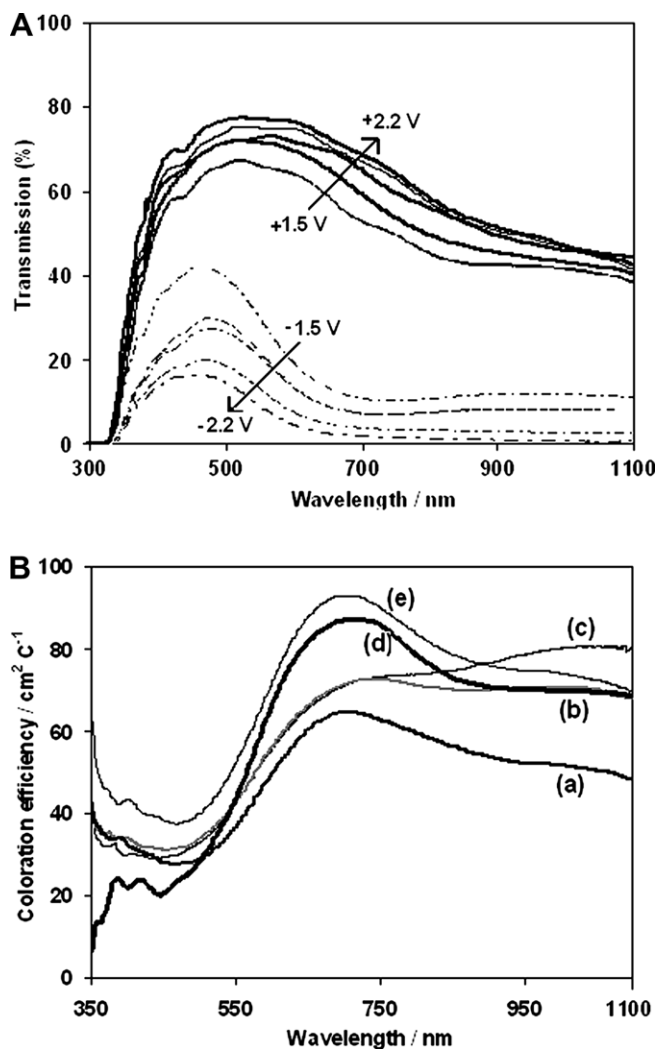 A
100
80
60
40
20
0
Transmission (%)
+2.2 V
+1.5 V
-1.5 V
-2.2 V
300 500 700 900 1100
Wavelength / nm
B
100
80
60
40
20
0
Coloration efficiency / cm² C⁻¹
(e)
(d)
(c)
(b)
(a)
350 550 750 950 1100
Wavelength / nm